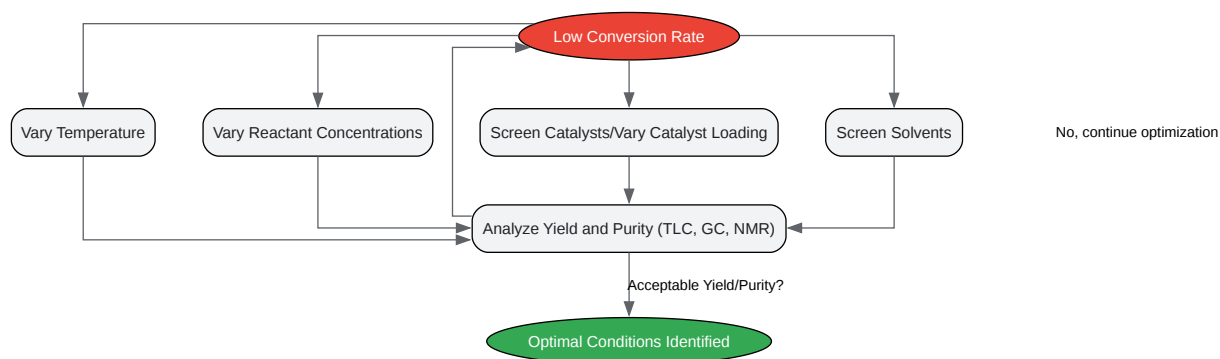 Low Conversion Rate
Vary Temperature
Vary Reactant Concentrations
Screen Catalysts/Vary Catalyst Loading
Screen Solvents
No, continue optimization
Analyze Yield and Purity (TLC, GC, NMR)
Acceptable Yield/Purity?
Optimal Conditions Identified